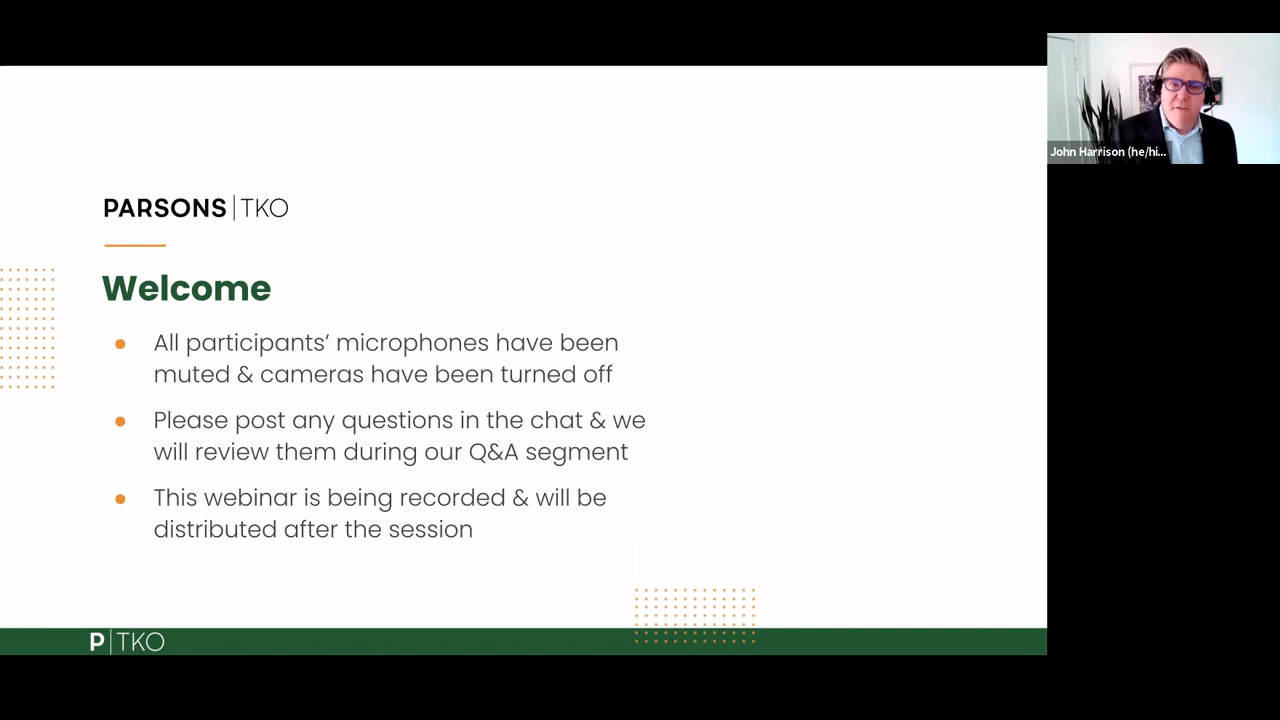 PARSONS|TKO
Welcome
● All participants’ microphones have been
muted & cameras have been turned off
● Please post any questions in the chat & we
will review them during our Q&A segment
● This webinar is being recorded & will be
distributed after the session
P|TKO
John Harrison (he/hi...